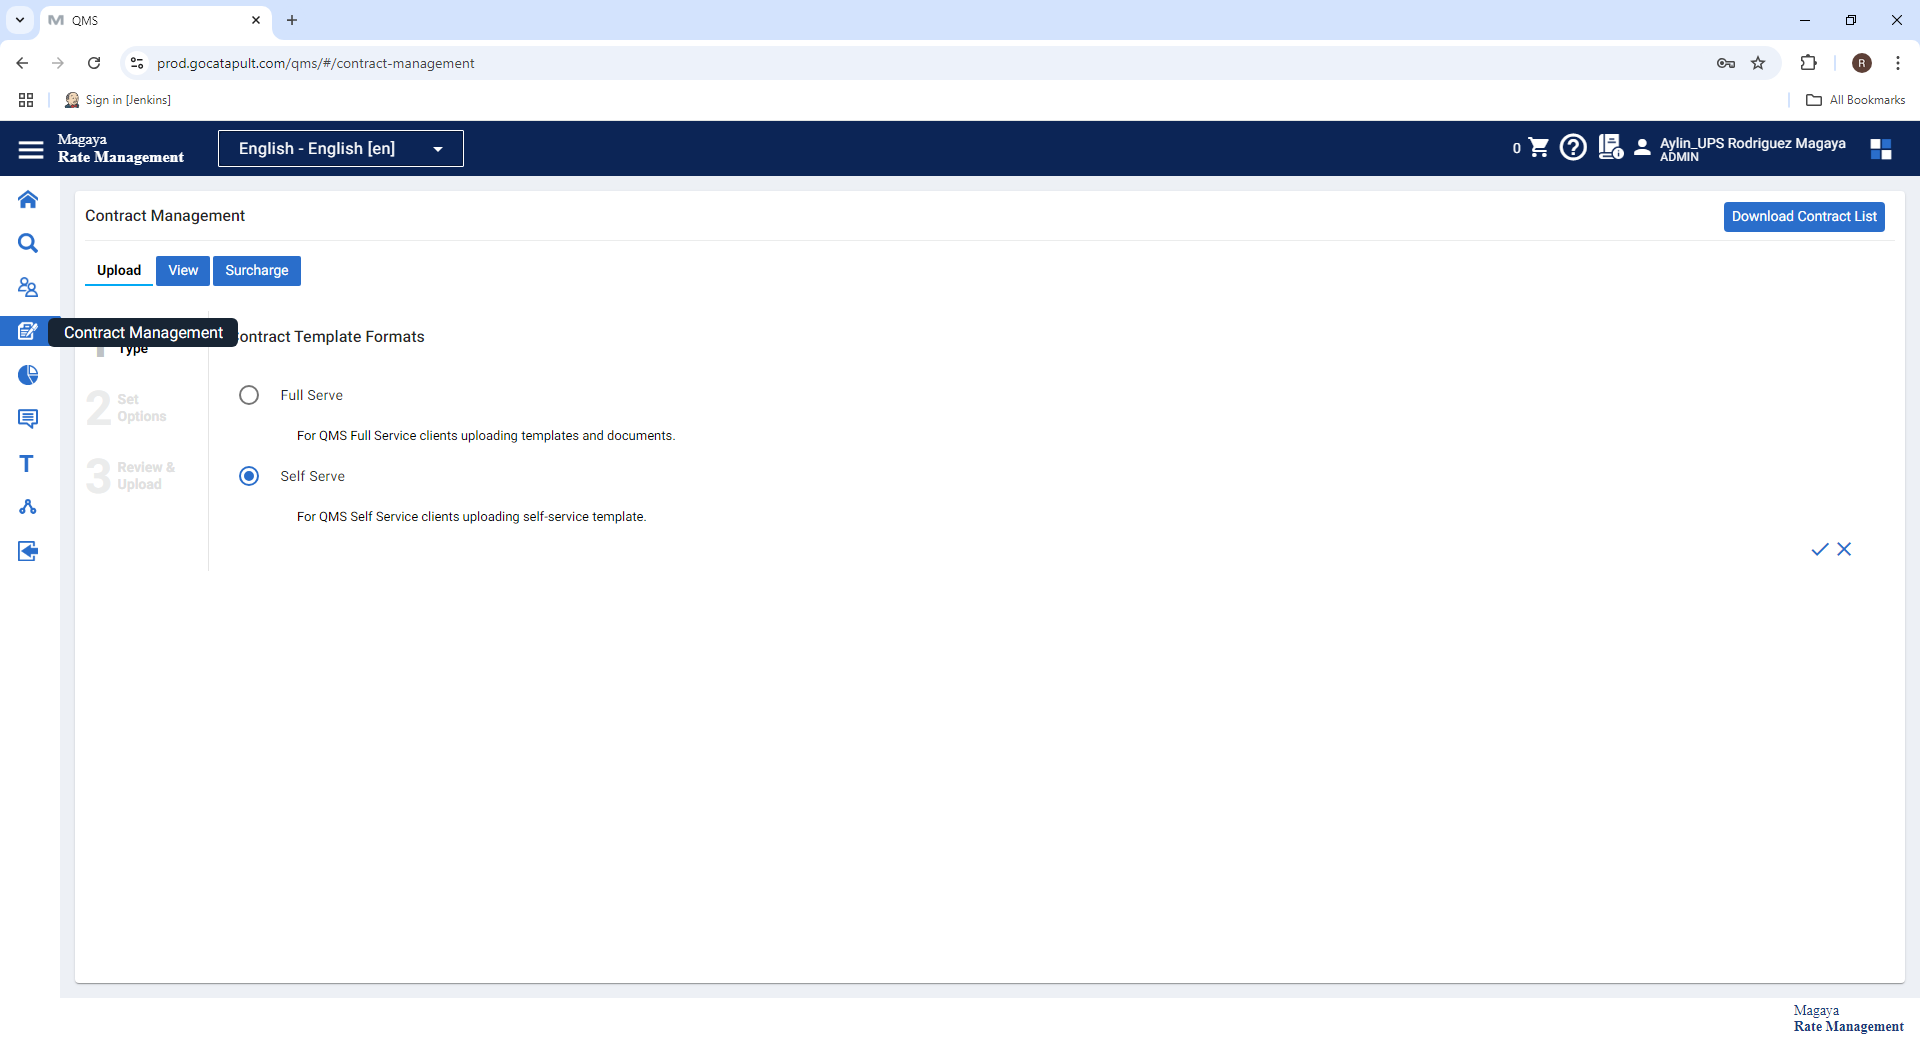 QMS
prod.gocatapult.com/qms/#/contract-management
R
Sign in [Jenkins]
All Bookmarks
Magaya
Rate Management
English - English [en]
0
Aylin_UPS Rodriguez Magaya
ADMIN
Contract Management
Download Contract List
Upload
View
Surcharge
Contract Management
Type
ontract Template Formats
Full Serve
For QMS Full Service clients uploading templates and documents.
2 Set
Options
Self Serve
3 Review &
Upload
For QMS Self Service clients uploading self-service template.
Magaya
Rate Management